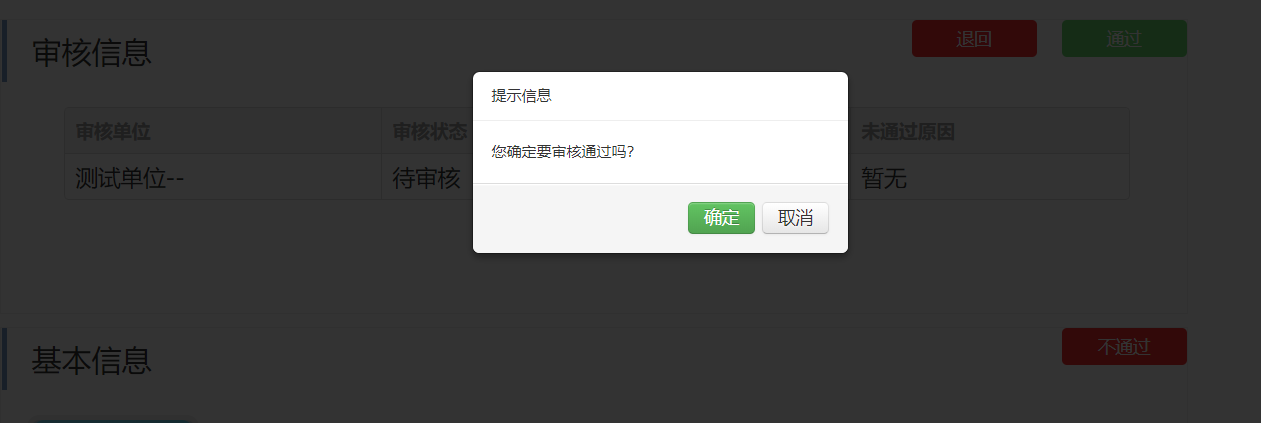 审核信息
退回
通过
提示信息
审核单位
审核状态
未通过原因
您确定要审核通过吗?
测试单位--
待审核
暂无
确定
取消
基本信息
不通过